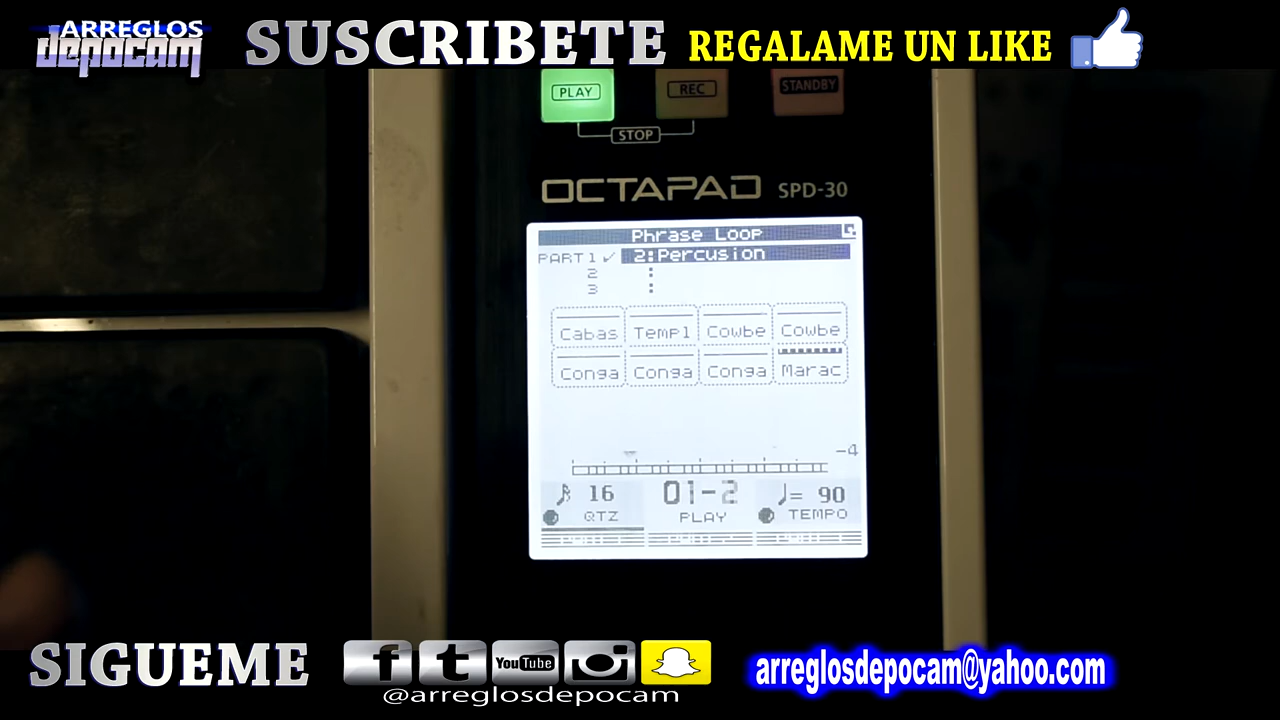 ARREGLOS
depocam
SUSCRIBETE
REGALAME UN LIKE
PLAY
REC
STANDBY
STOP
OCTAPAD SPD-30
Phrase Loop
PART1✓ 2:Percusion
2 :
3 :
Cabas Temp1 Cowbe Cowbe
Conga Conga Conga Marac
-4
16 01-2 ♩= 90
QTZ PLAY TEMPO
SIGUEME
f t YouTube
@arreglosdepocam
arreglosdepocam@yahoo.com